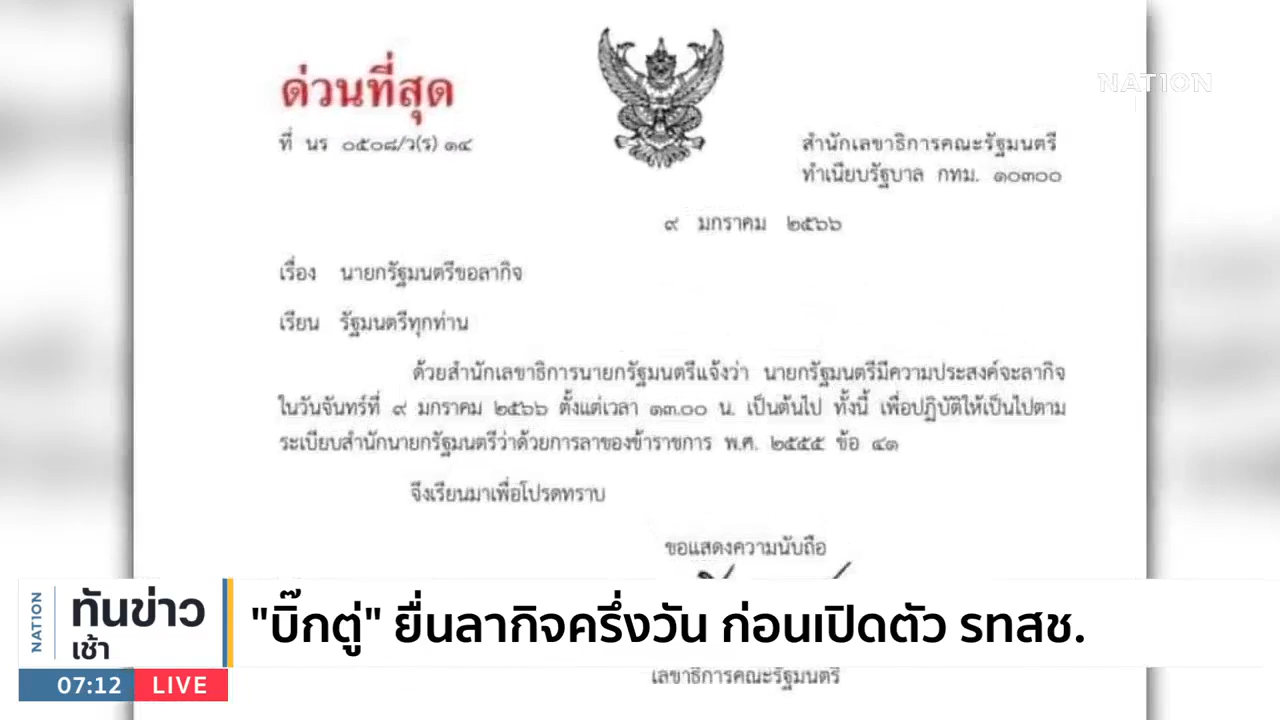 ด่วนที่สุด
NATION
ที่ นร ๐๕๐๘/ว(ร) ๑๔
สำนักเลขาธิการคณะรัฐมนตรี
ทำเนียบรัฐบาล กทม. ๑๐๓๐๐
๙ มกราคม ๒๕๖๖
เรื่อง นายกรัฐมนตรีขอลากิจ
เรียน รัฐมนตรีทุกท่าน
ด้วยสำนักเลขาธิการนายกรัฐมนตรีแจ้งว่า นายกรัฐมนตรีมีความประสงค์จะลากิจ
ในวันจันทร์ที่ ๙ มกราคม ๒๕๖๖ ตั้งแต่เวลา ๑๓.๐๐ น. เป็นต้นไป ทั้งนี้ เพื่อปฏิบัติให้เป็นไปตาม
ระเบียบสำนักนายกรัฐมนตรีว่าด้วยการลาของข้าราชการ พ.ศ. ๒๕๕๕ ข้อ ๔๑
จึงเรียนมาเพื่อโปรดทราบ
ขอแสดงความนับถือ
NATION
ทันข่าว
เช้า
"บิ๊กตู่" ยื่นลากิจครึ่งวัน ก่อนเปิดตัว รทสช.
07:12 LIVE
เลขาธิการคณะรัฐมนตรี